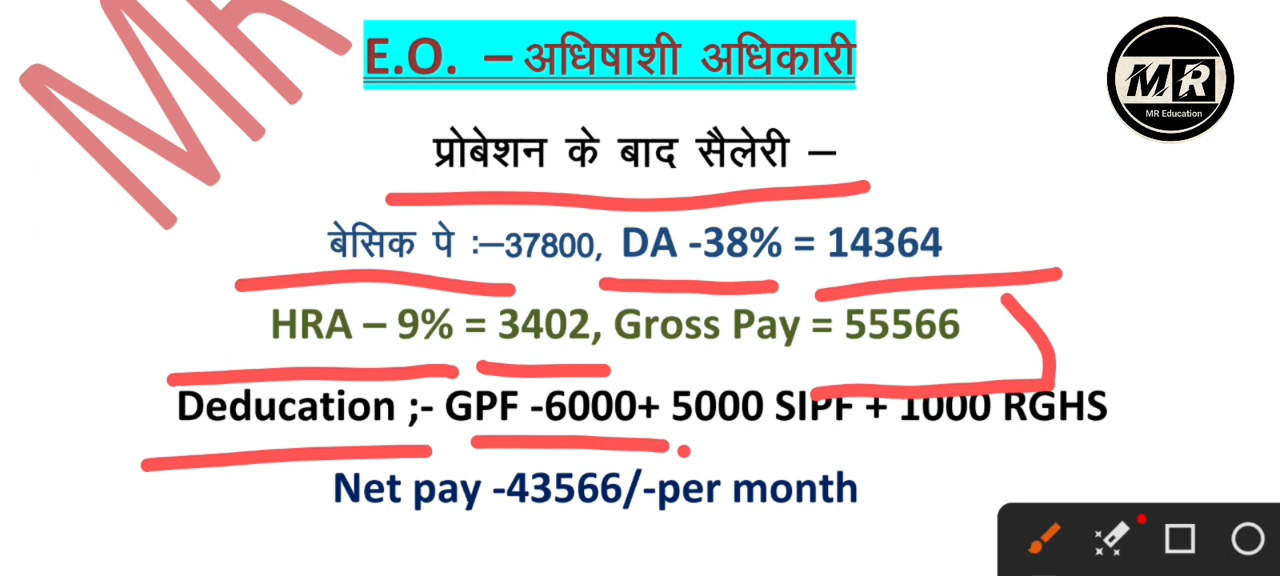 MR
E.O. – अधिषाशी अधिकारी
MR
MR Education
प्रोबेशन के बाद सैलेरी –
बेसिक पे :–37800, DA -38% = 14364
HRA – 9% = 3402, Gross Pay = 55566
Deducation ;- GPF -6000+ 5000 SIPF + 1000 RGHS
Net pay -43566/-per month